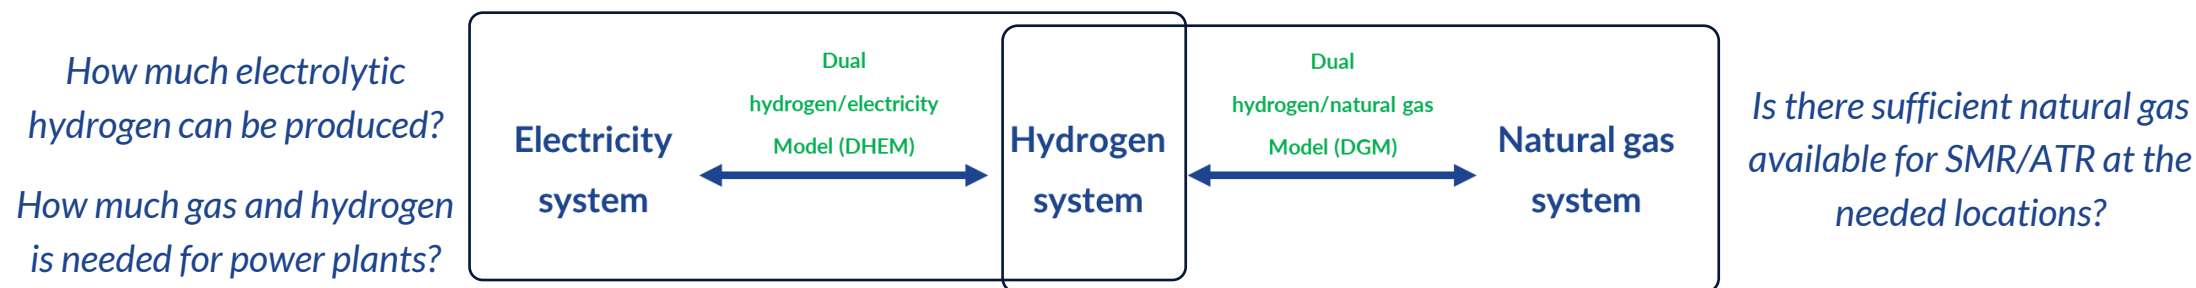 How much electrolytic
hydrogen can be produced?
How much gas and hydrogen
is needed for power plants?
Electricity
system
Dual
hydrogen/electricity
Model (DHEM)
Hydrogen
system
Dual
hydrogen/natural gas
Model (DGM)
Natural gas
system
Is there sufficient natural gas
available for SMR/ATR at the
needed locations?